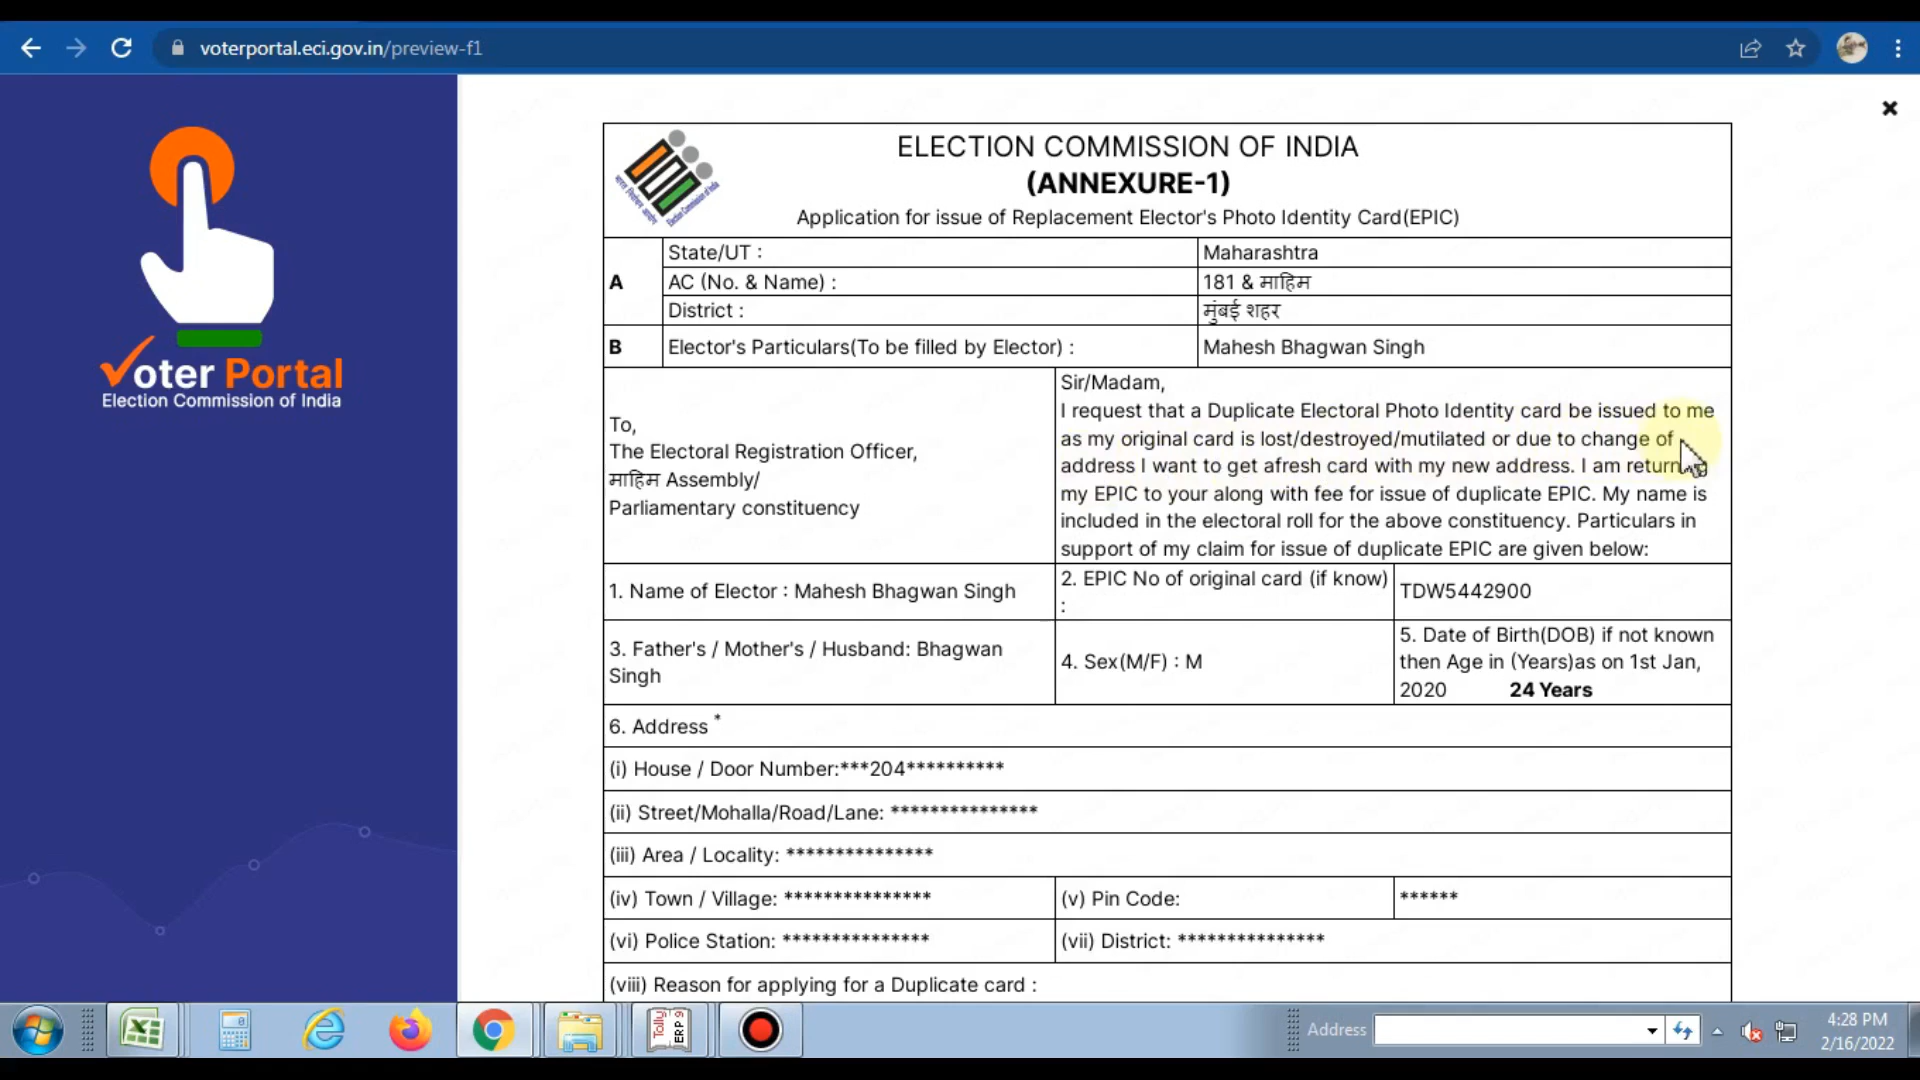 voterportal.eci.gov.in/preview-f1
ELECTION COMMISSION OF INDIA
(ANNEXURE-1)
Application for issue of Replacement Elector's Photo Identity Card(EPIC)
A
State/UT :
Maharashtra
AC (No. & Name) :
181 & माहिम
District :
मुंबई शहर
B
Elector's Particulars(To be filled by Elector) :
Mahesh Bhagwan Singh
To,
The Electoral Registration Officer,
माहिम Assembly/
Parliamentary constituency
Sir/Madam,
I request that a Duplicate Electoral Photo Identity card be issued to me
as my original card is lost/destroyed/mutilated or due to change of
address I want to get afresh card with my new address. I am returning
my EPIC to your along with fee for issue of duplicate EPIC. My name is
included in the electoral roll for the above constituency. Particulars in
support of my claim for issue of duplicate EPIC are given below:
1. Name of Elector : Mahesh Bhagwan Singh
2. EPIC No of original card (if know)
:
TDW5442900
3. Father's / Mother's / Husband: Bhagwan
Singh
4. Sex(M/F) : M
5. Date of Birth(DOB) if not known
then Age in (Years)as on 1st Jan,
2020 24 Years
6. Address *
(i) House / Door Number:***204**********
(ii) Street/Mohalla/Road/Lane: ***************
(iii) Area / Locality: ***************
(iv) Town / Village: ***************
(v) Pin Code:
******
(vi) Police Station: ***************
(vii) District: ***************
(viii) Reason for applying for a Duplicate card :
Voter Portal
Election Commission of India
Tally
ERP 9
Address
4:28 PM
2/16/2022